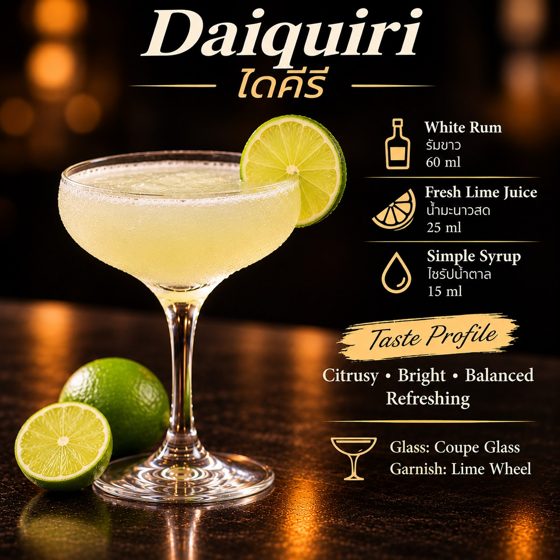 Daiquiri
ไดคีรี
White Rum
รัมขาว
60 ml
Fresh Lime Juice
น้ำมะนาวสด
25 ml
Simple Syrup
ไซรัปน้ำตาล
15 ml
Taste Profile
Citrusy • Bright • Balanced
Refreshing
Glass: Coupe Glass
Garnish: Lime Wheel